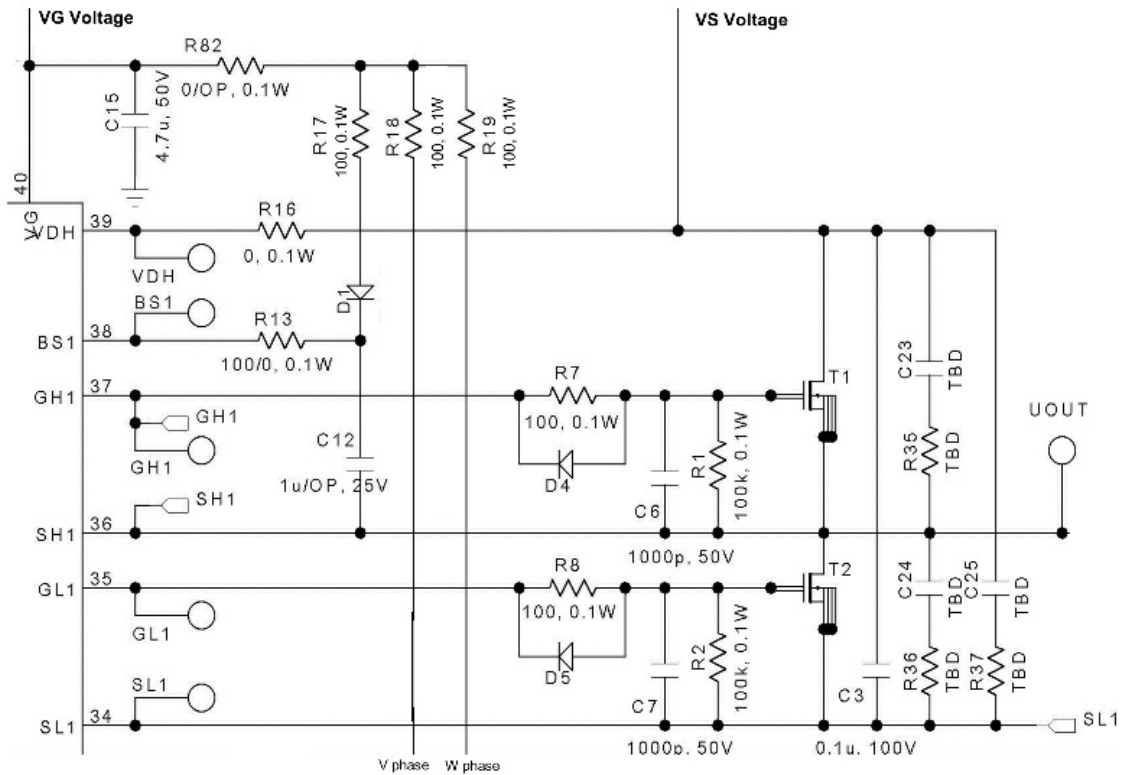 VG Voltage
VS Voltage
R82
0/OP, 0.1W
C15
4.7u, 50V
R17
100, 0.1W
R18
100, 0.1W
R19
100, 0.1W
40
VG
39
VDH
R16
0, 0.1W
VDH
BS1
D1
38
BS1
R13
100/0, 0.1W
37
GH1
GH1
GH1
R7
100, 0.1W
D4
T1
C23
TBD
R35
TBD
UOUT
C12
1u/OP, 25V
SH1
C6
R1
100k, 0.1W
36
SH1
1000p, 50V
35
GL1
R8
100, 0.1W
T2
C24
TBD
C25
TBD
GL1
D5
R2
100k, 0.1W
SL1
C7
C3
R36
TBD
R37
TBD
34
SL1
SL1
1000p, 50V
0.1u, 100V
V phase
W phase